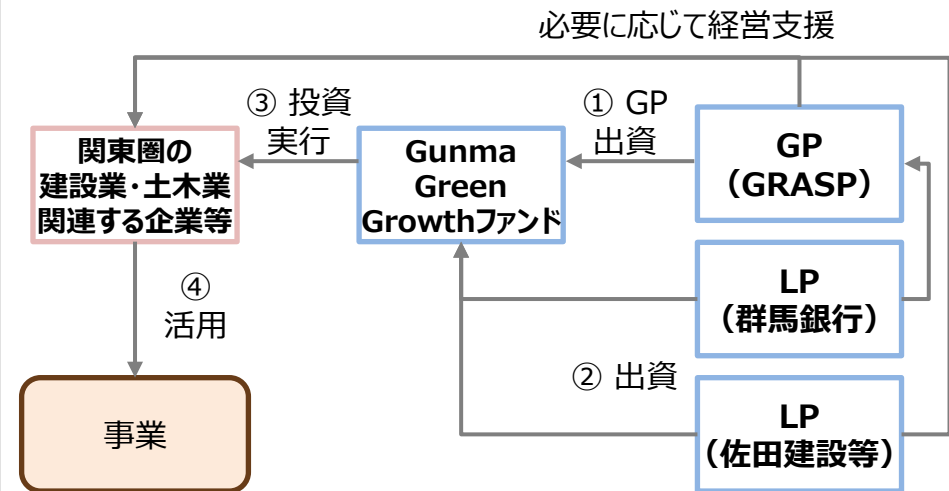 必要に応じて経営支援
③ 投資
実行
① GP
出資
関東圏の
建設業・土木業
関連する企業等
Gunma
Green
Growthファンド
GP
（GRASP）
LP
（群馬銀行）
④
活用
② 出資
LP
（佐田建設等）
事業